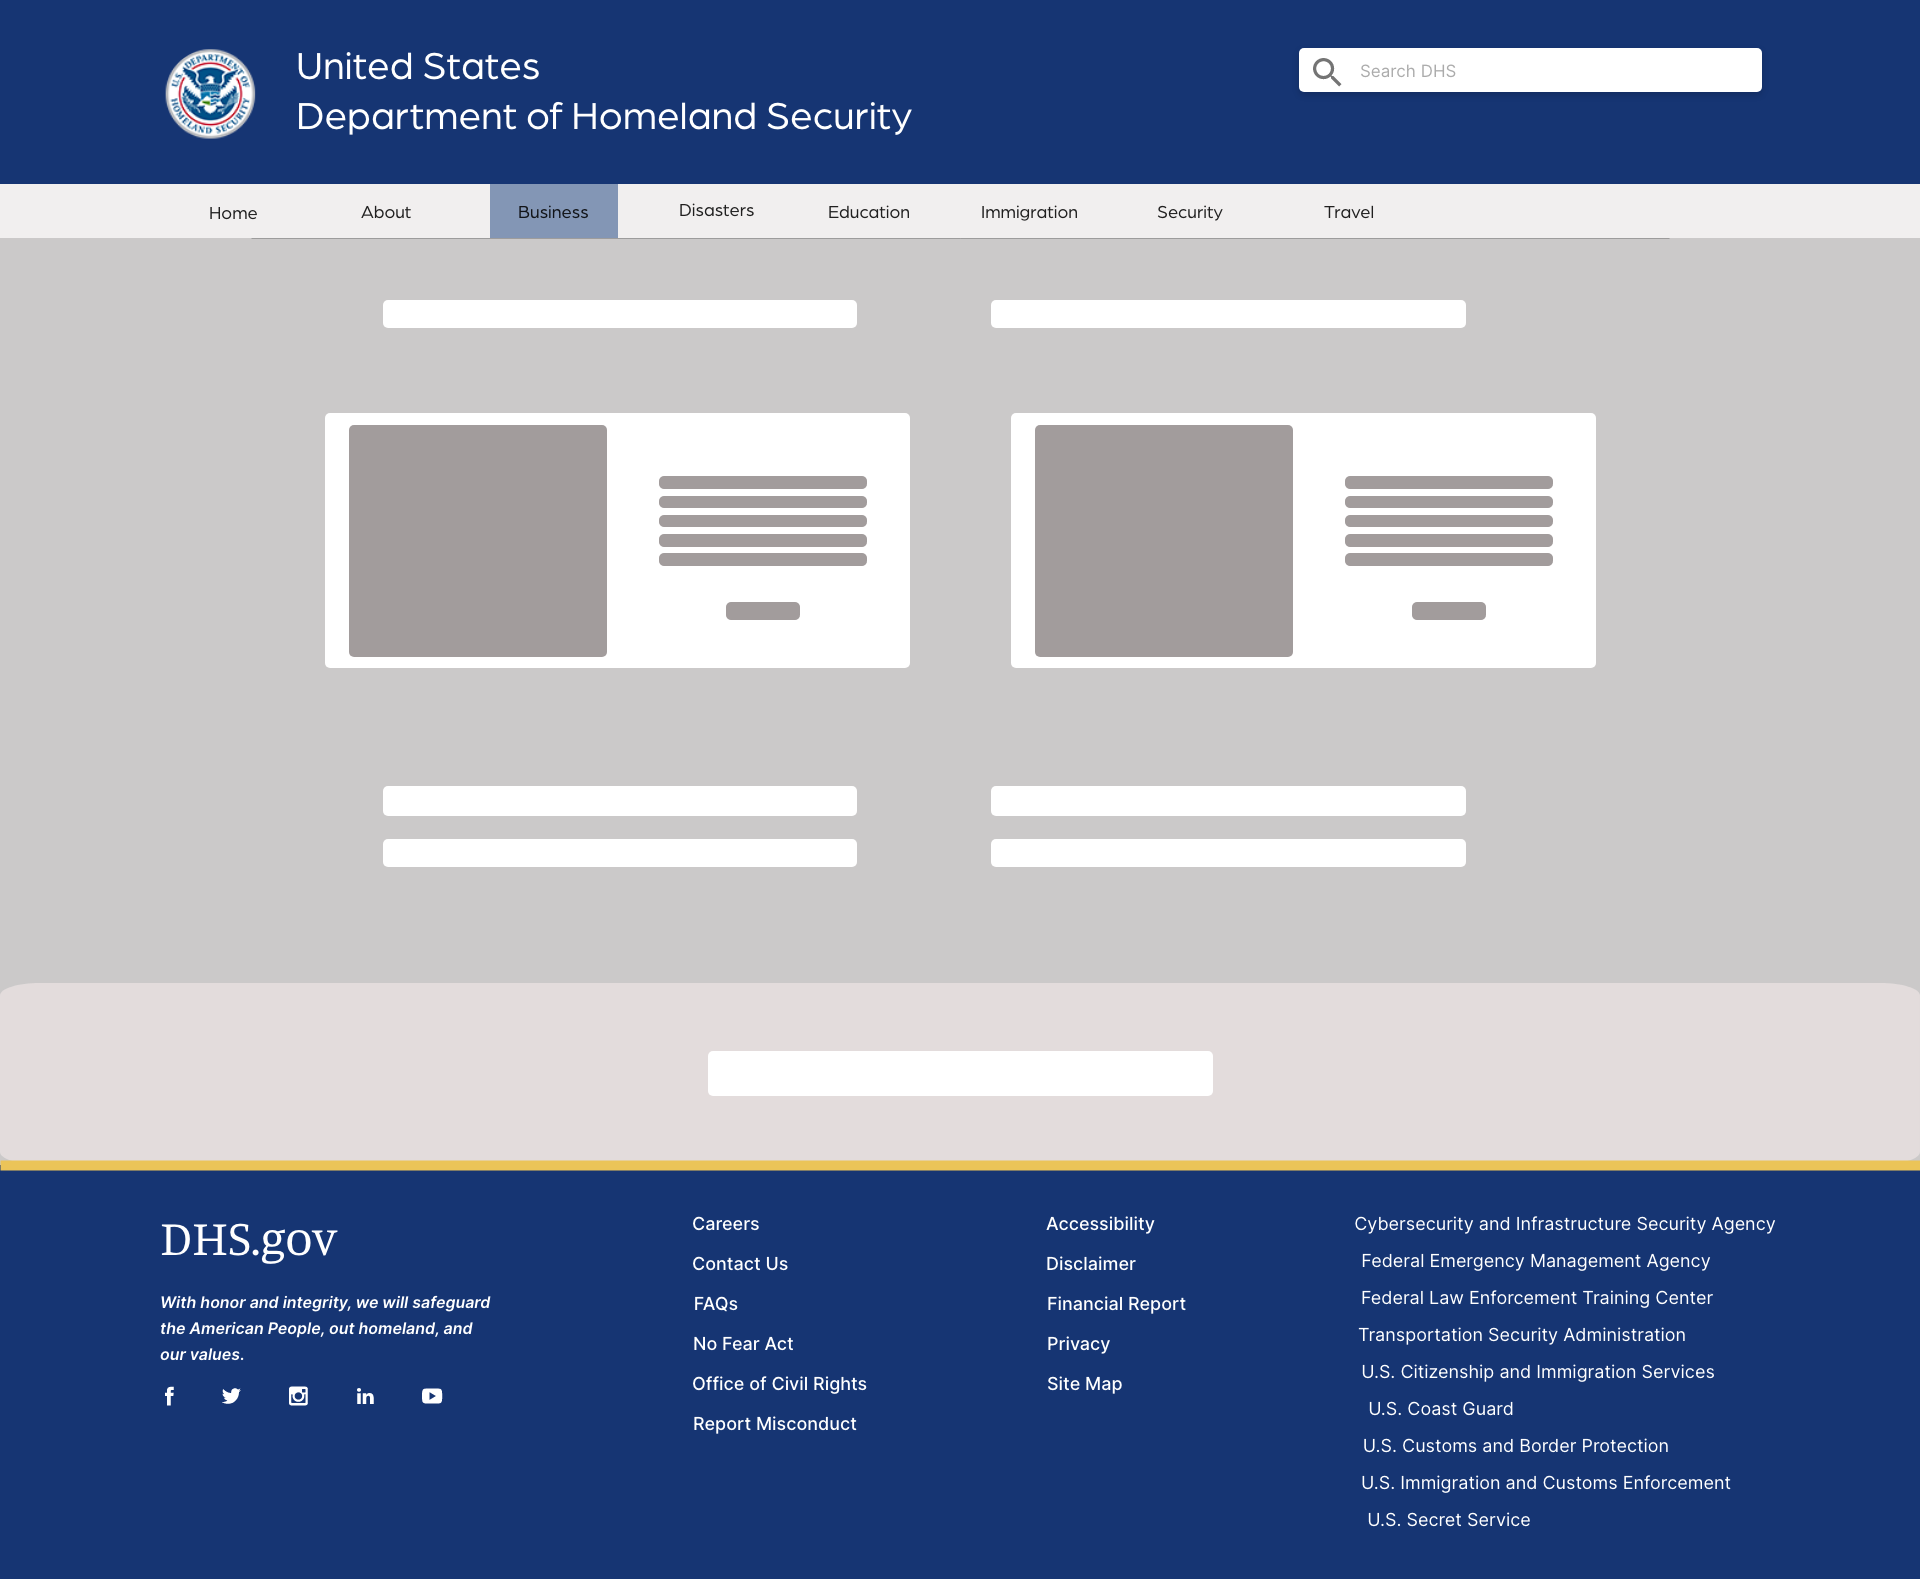 U.S. DEPARTMENT OF
HOMELAND SECURITY
United States
Department of Homeland Security
Search DHS
Home
About
Business
Disasters
Education
Immigration
Security
Travel
DHS.gov
With honor and integrity, we will safeguard
the American People, out homeland, and
our values.
Careers
Contact Us
FAQs
No Fear Act
Office of Civil Rights
Report Misconduct
Accessibility
Disclaimer
Financial Report
Privacy
Site Map
Cybersecurity and Infrastructure Security Agency
Federal Emergency Management Agency
Federal Law Enforcement Training Center
Transportation Security Administration
U.S. Citizenship and Immigration Services
U.S. Coast Guard
U.S. Customs and Border Protection
U.S. Immigration and Customs Enforcement
U.S. Secret Service